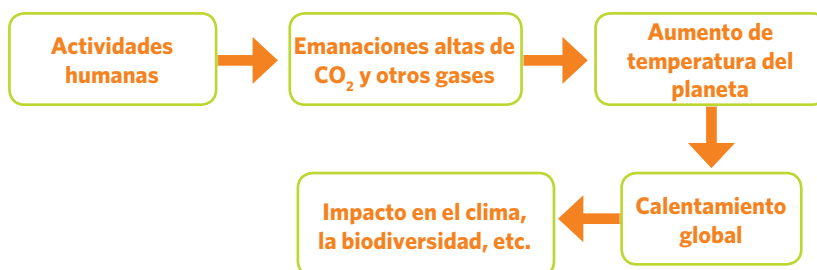 Actividades
humanas
Emanaciones altas de
CO₂ y otros gases
Aumento de
temperatura del
planeta
Calentamiento
global
Impacto en el clima,
la biodiversidad, etc.